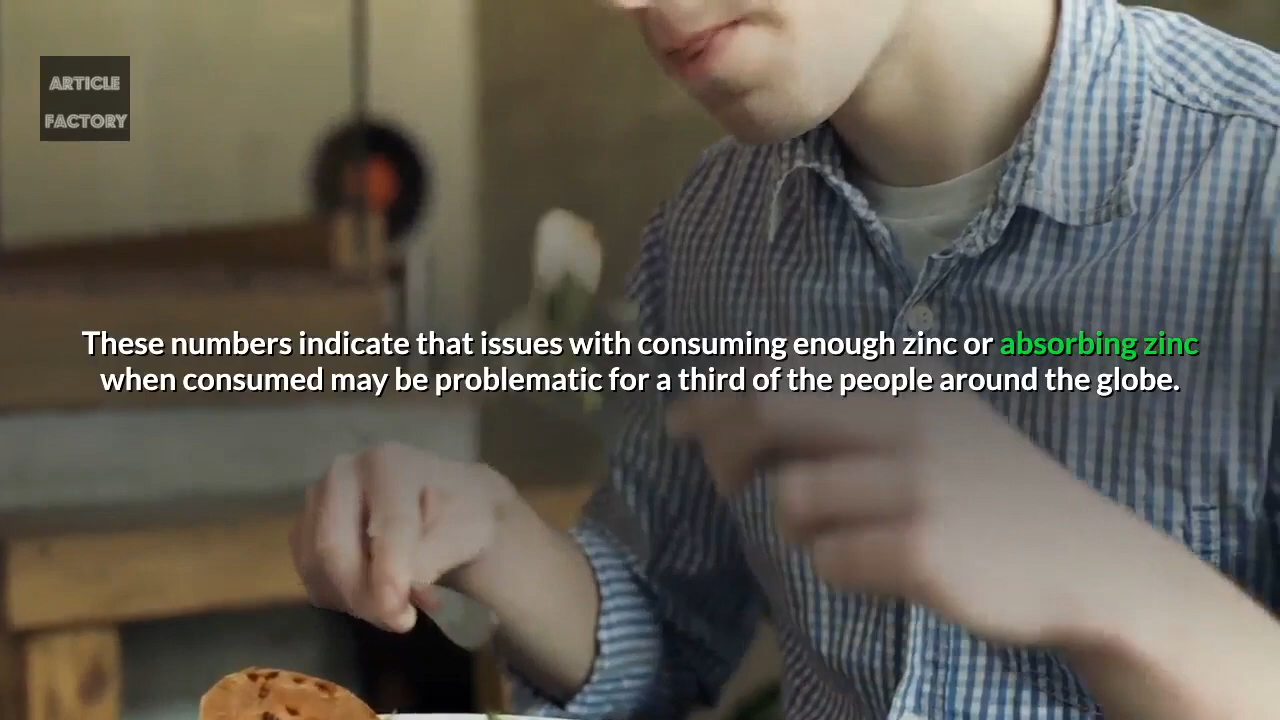 ARTICLE
FACTORY
These numbers indicate that issues with consuming enough zinc or absorbing zinc
when consumed may be problematic for a third of the people around the globe.